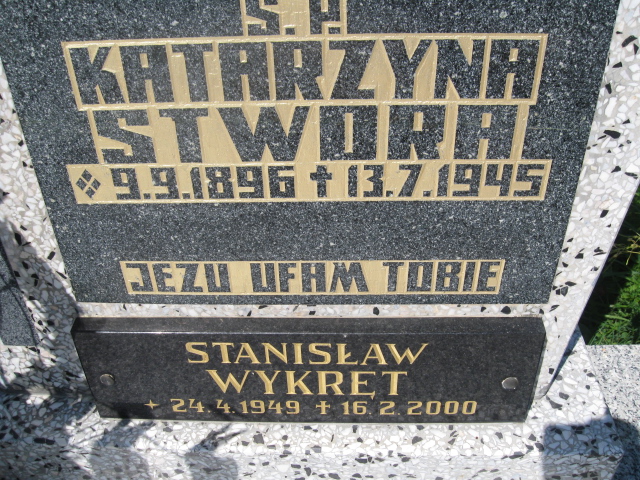 Ś.P.
KATARZYNA
STWORA
9.9.1896 ✝ 13.7.1945
JEZU UFAM TOBIE
STANISŁAW
WYKRĘT
✶ 24.4.1949 ✝ 16.2.2000